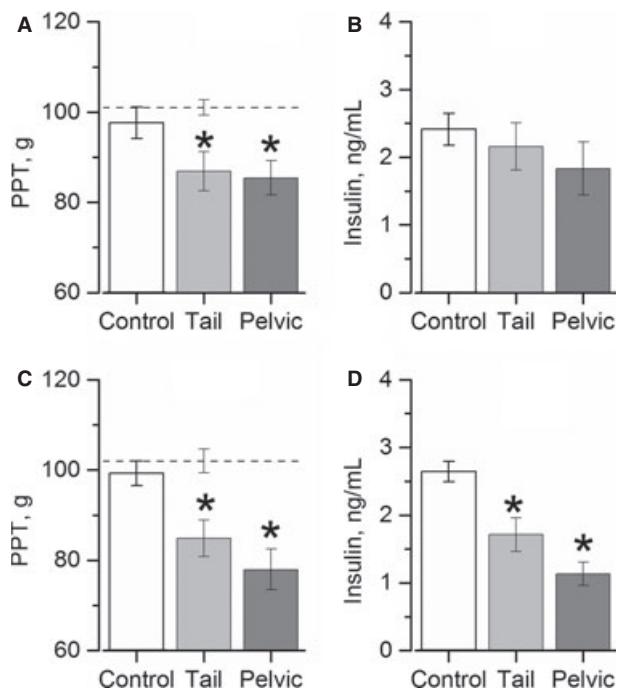 A
PPT, g
120
100
80
60
*
*
Control Tail Pelvic
B
Insulin, ng/mL
4
3
2
1
0
Control Tail Pelvic
C
PPT, g
120
100
80
60
*
*
Control Tail Pelvic
D
Insulin, ng/mL
4
3
2
1
0
*
*
Control Tail Pelvic